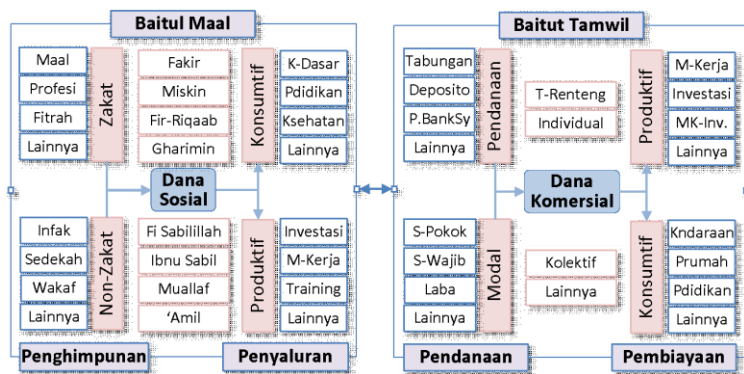 Baitul Maal
Maal
Profesi
Fitrah
Lainnya
Zakat
Fakir
Miskin
Fir-Riqaab
Gharimin
Konsumtif
K-Dasar
Pdidikan
Ksehatan
Lainnya
Dana
Sosial
Infak
Sedekah
Wakaf
Lainnya
Non-Zakat
Fi Sabilillah
Ibnu Sabil
Muallaf
‘Amil
Produktif
Investasi
M-Kerja
Training
Lainnya
Penghimpunan
Penyaluran
Baitut Tamwil
Tabungan
Deposito
P.BankSy
Lainnya
Pendanaan
T-Renteng
Individual
Produktif
M-Kerja
Investasi
MK-Inv.
Lainnya
Dana
Komersial
S-Pokok
S-Wajib
Laba
Lainnya
Modal
Kolektif
Lainnya
Konsumtif
Kndaraan
Prumah
Pdidikan
Lainnya
Pendanaan
Pembiayaan